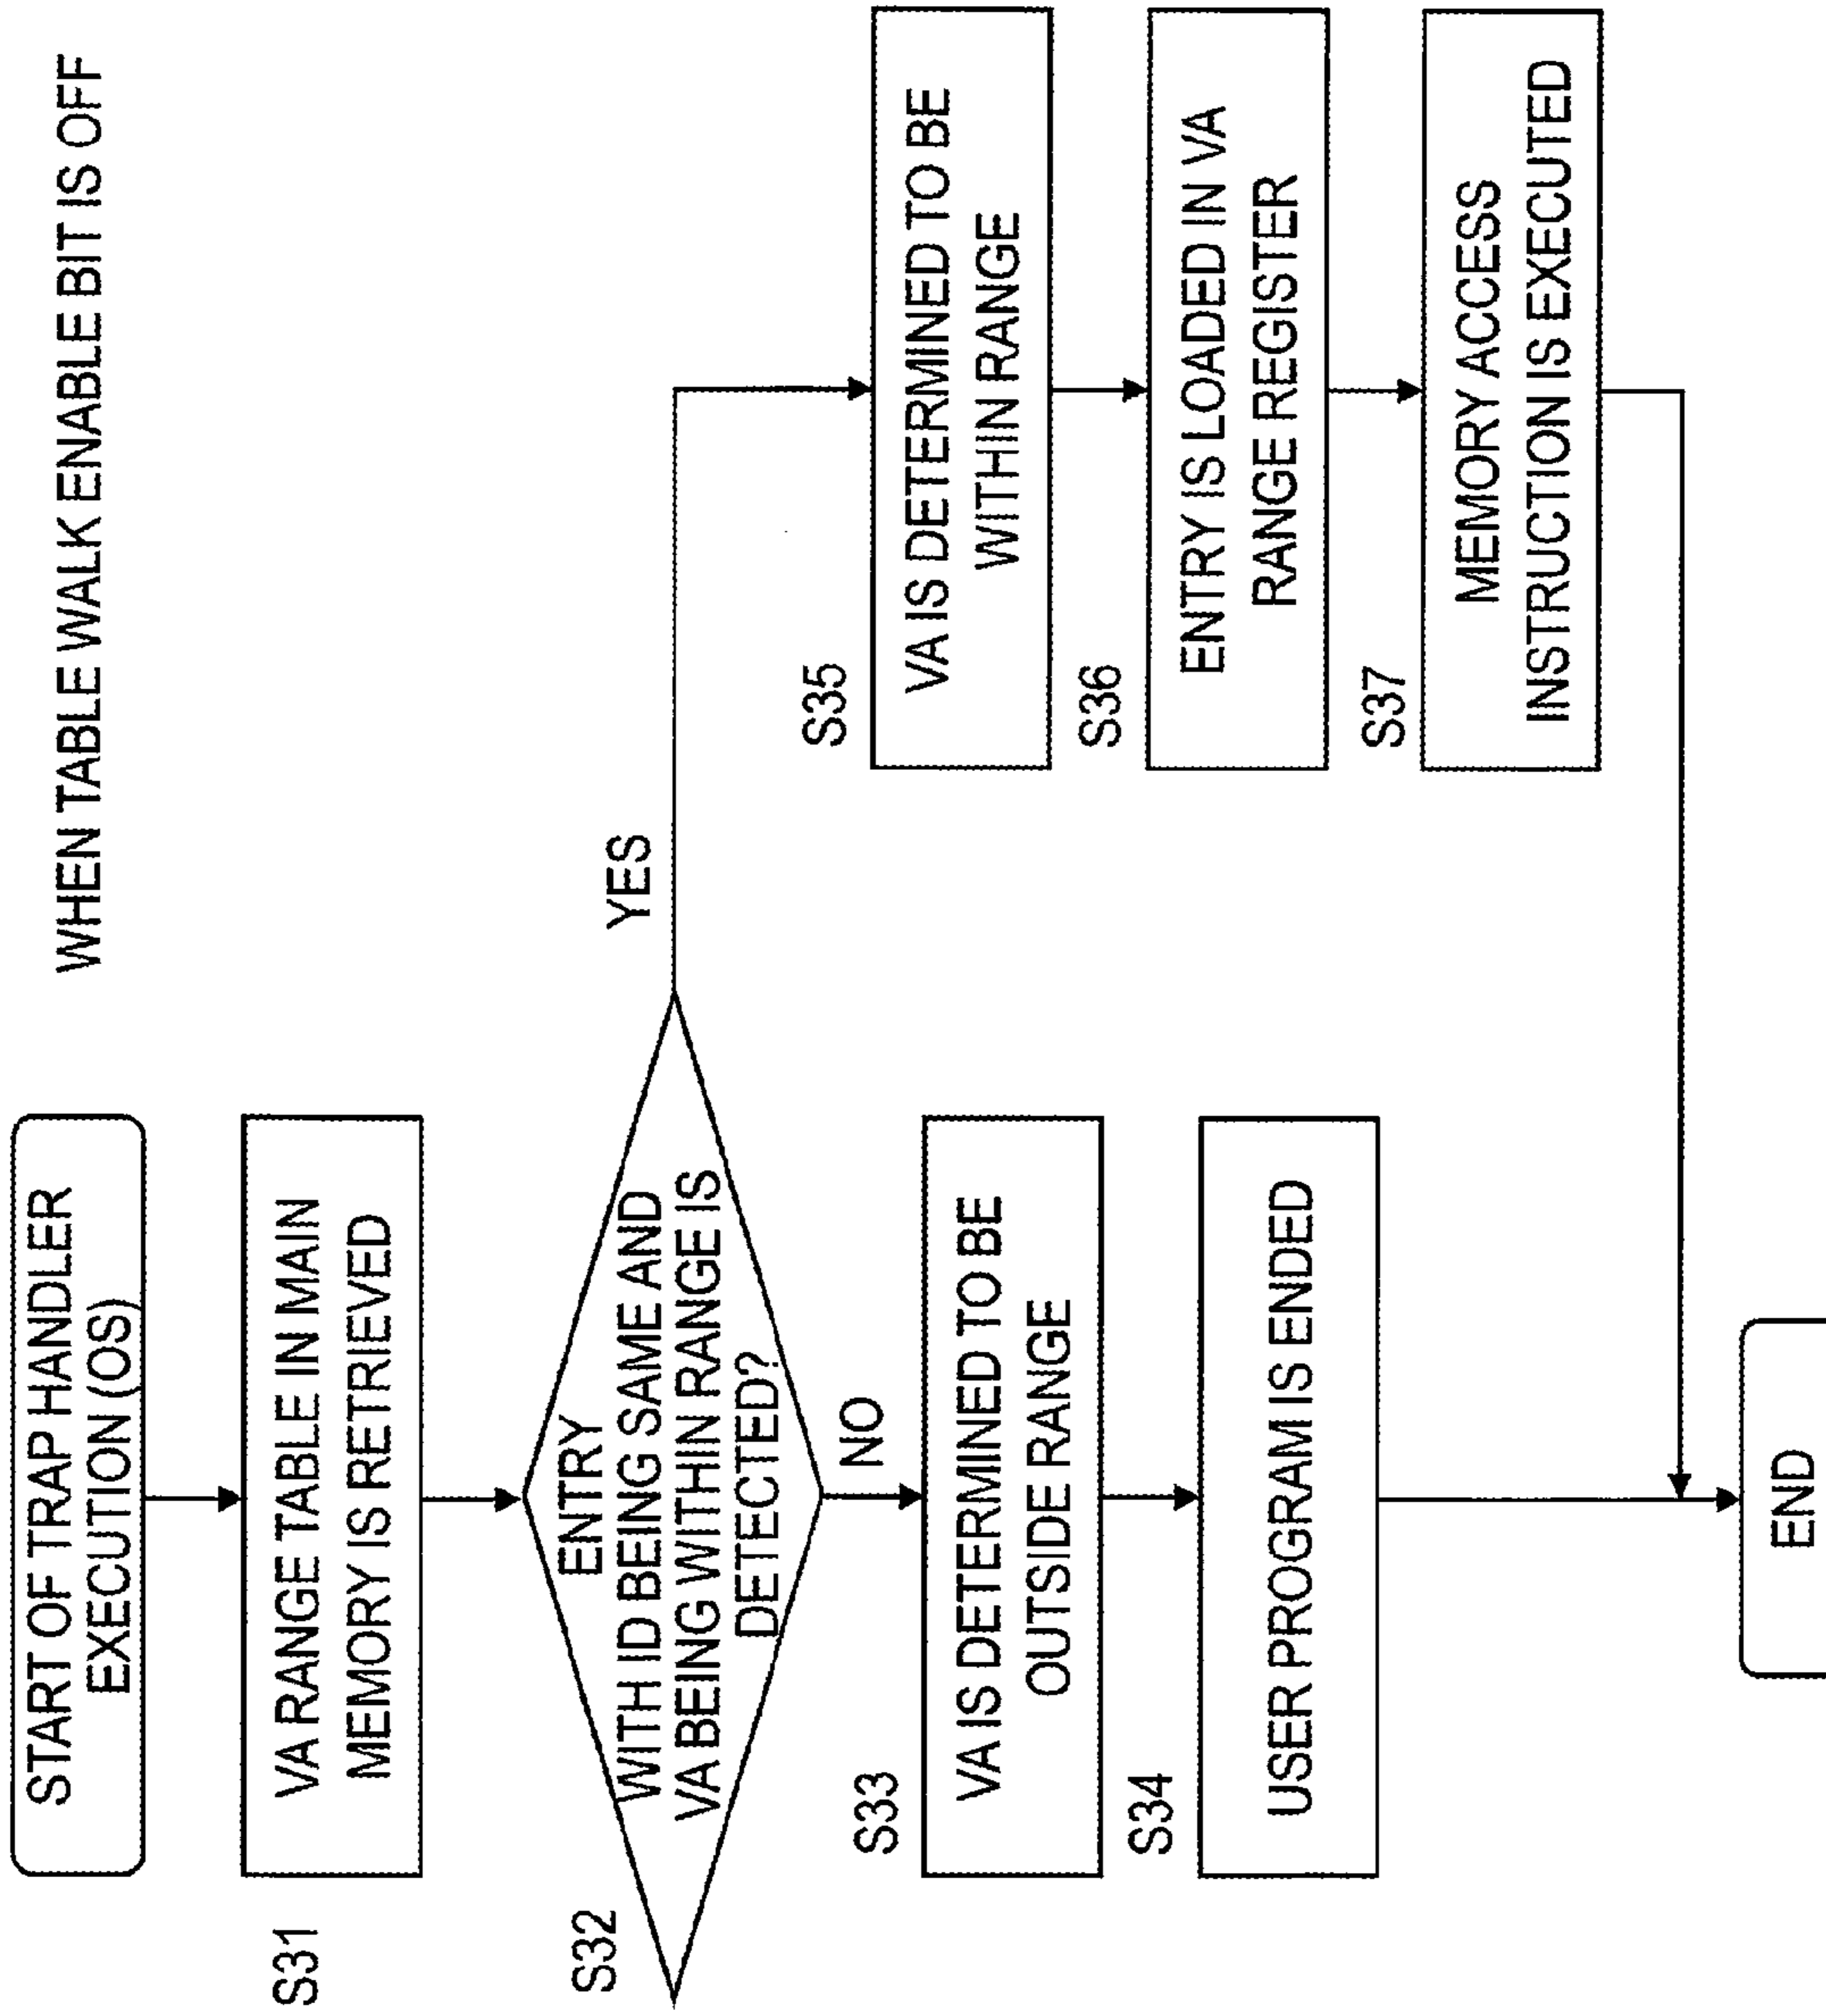 WHEN TABLE WALK ENABLE BIT IS OFF
START OF TRAP HANDLER
EXECUTION (OS)
S31
VA RANGE TABLE IN MAIN
MEMORY IS RETRIEVED
S32
ENTRY
WITH ID BEING SAME AND
VA BEING WITHIN RANGE IS
DETECTED?
YES
NO
S33
VA IS DETERMINED TO BE
OUTSIDE RANGE
S34
USER PROGRAM IS ENDED
S35
VA IS DETERMINED TO BE
WITHIN RANGE
S36
ENTRY IS LOADED IN VA
RANGE REGISTER
S37
MEMORY ACCESS
INSTRUCTION IS EXECUTED
END